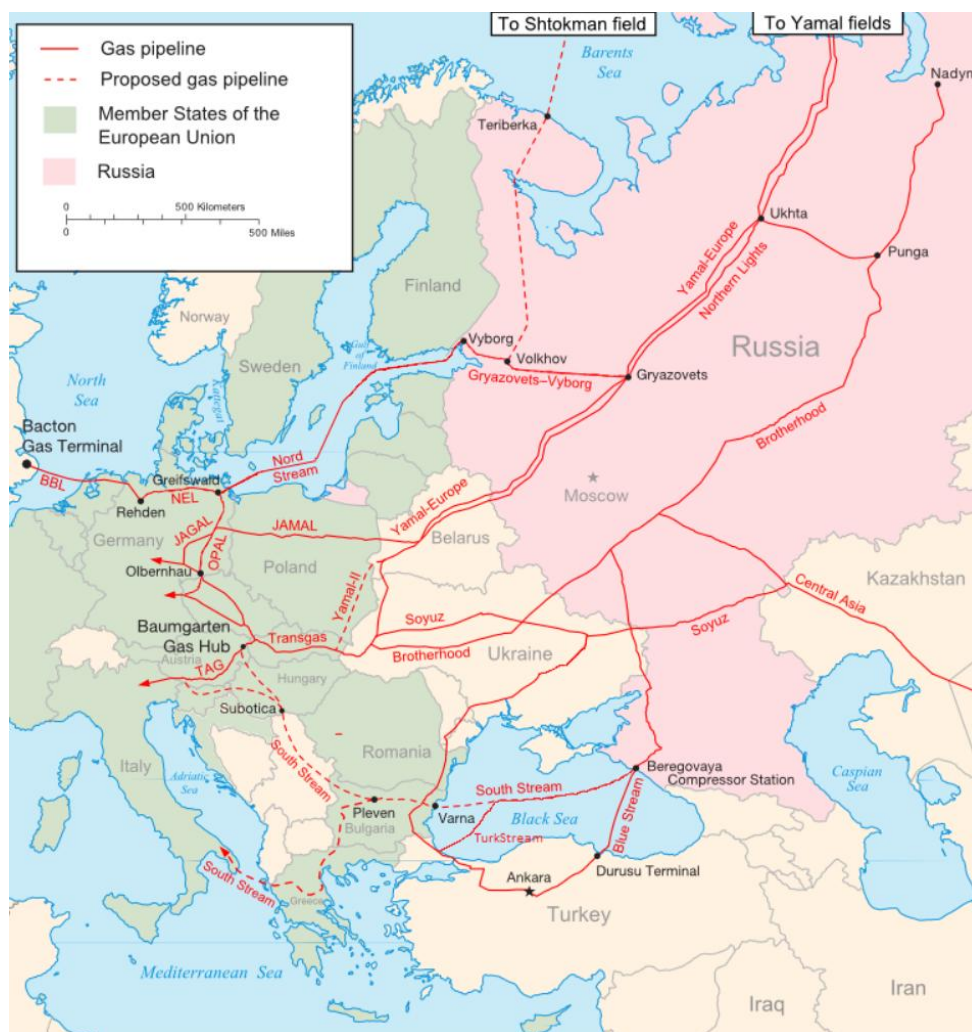 To Shtokman field
To Yamal fields
Gas pipeline
Proposed gas pipeline
Member States of the
European Union
Russia
0
500 Kilometers
0
500 Miles
Barents
Sea
Nadym
Teriberka
Ukhta
Punga
Yamal-Europe
Northern Lights
Finland
Norway
Sweden
Russia
Gulf
of
Finland
Vyborg
Volkhov
Gryazovets–Vyborg
Gryazovets
North
Sea
Kattegat
Bacton
Gas Terminal
Brotherhood
Nord
Stream
Moscow
BBL
Greifswald
NEL
Rehden
Yamal-Europe
JAMAL
JAGAL
OPAL
Germany
Belarus
Poland
Olbernhau
Yamal-II
Kazakhstan
Central Asia
Soyuz
Soyuz
Baumgarten
Gas Hub
Transgas
Brotherhood
Ukraine
Austria
TAG
Hungary
Subotica
South Stream
Romania
Italy
Adriatic
Sea
Beregovaya
Compressor Station
Caspian
Sea
South Stream
Pleven
Varna
Black Sea
Blue Stream
Bulgaria
TurkStream
South Stream
Durusu Terminal
Ankara
Greece
Turkey
Mediterranean Sea
Iraq
Iran